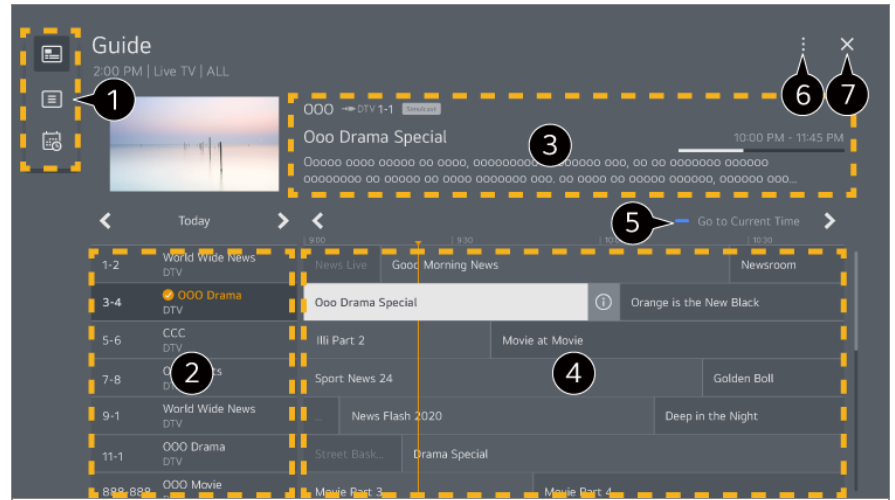 Guide
2:00 PM | Live TV | ALL
1
6
7
OOO DTV 1-1 Simulcast
Ooo Drama Special
3
10:00 PM - 11:45 PM
Today
5
Go to Current Time
9:00
9:30
10:30
1-2 World Wide News
DTV
News Live
Good Morning News
Newsroom
3-4 OOO Drama
DTV
Ooo Drama Special
Orange is the New Black
5-6 CCC
DTV
Illi Part 2
Movie at Movie
7-8
2
Sport News 24
4
Golden Boll
9-1 World Wide News
DTV
...
News Flash 2020
Deep in the Night
11-1 OOO Drama
DTV
Street Bask...
Drama Special
888-888 OOO Movie
Movie Part 3
Movie Part 4